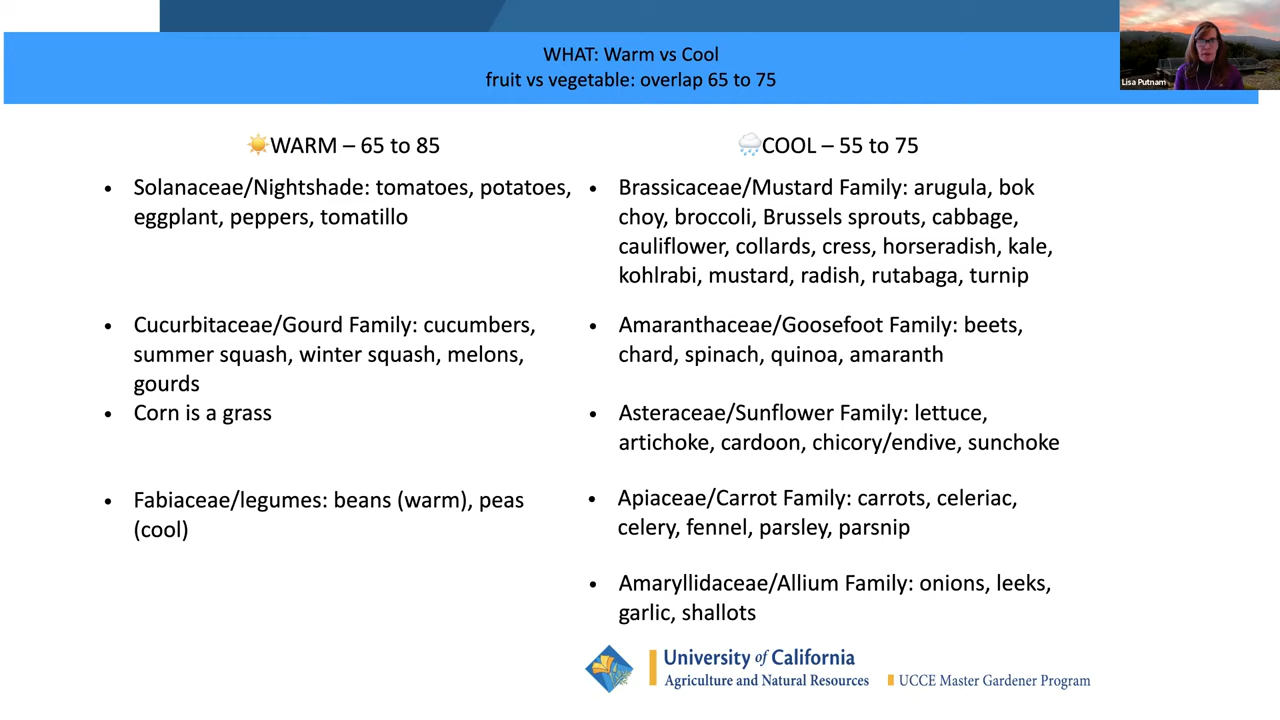 WHAT: Warm vs Cool
fruit vs vegetable: overlap 65 to 75
Lisa Putnam
☀️WARM – 65 to 85
• Solanaceae/Nightshade: tomatoes, potatoes,
eggplant, peppers, tomatillo
• Cucurbitaceae/Gourd Family: cucumbers,
summer squash, winter squash, melons,
gourds
• Corn is a grass
• Fabiaceae/legumes: beans (warm), peas
(cool)
🌧️COOL – 55 to 75
• Brassicaceae/Mustard Family: arugula, bok
choy, broccoli, Brussels sprouts, cabbage,
cauliflower, collards, cress, horseradish, kale,
kohlrabi, mustard, radish, rutabaga, turnip
• Amaranthaceae/Goosefoot Family: beets,
chard, spinach, quinoa, amaranth
• Asteraceae/Sunflower Family: lettuce,
artichoke, cardoon, chicory/endive, sunchoke
• Apiaceae/Carrot Family: carrots, celeriac,
celery, fennel, parsley, parsnip
• Amaryllidaceae/Allium Family: onions, leeks,
garlic, shallots
University of California
Agriculture and Natural Resources
UCCE Master Gardener Program